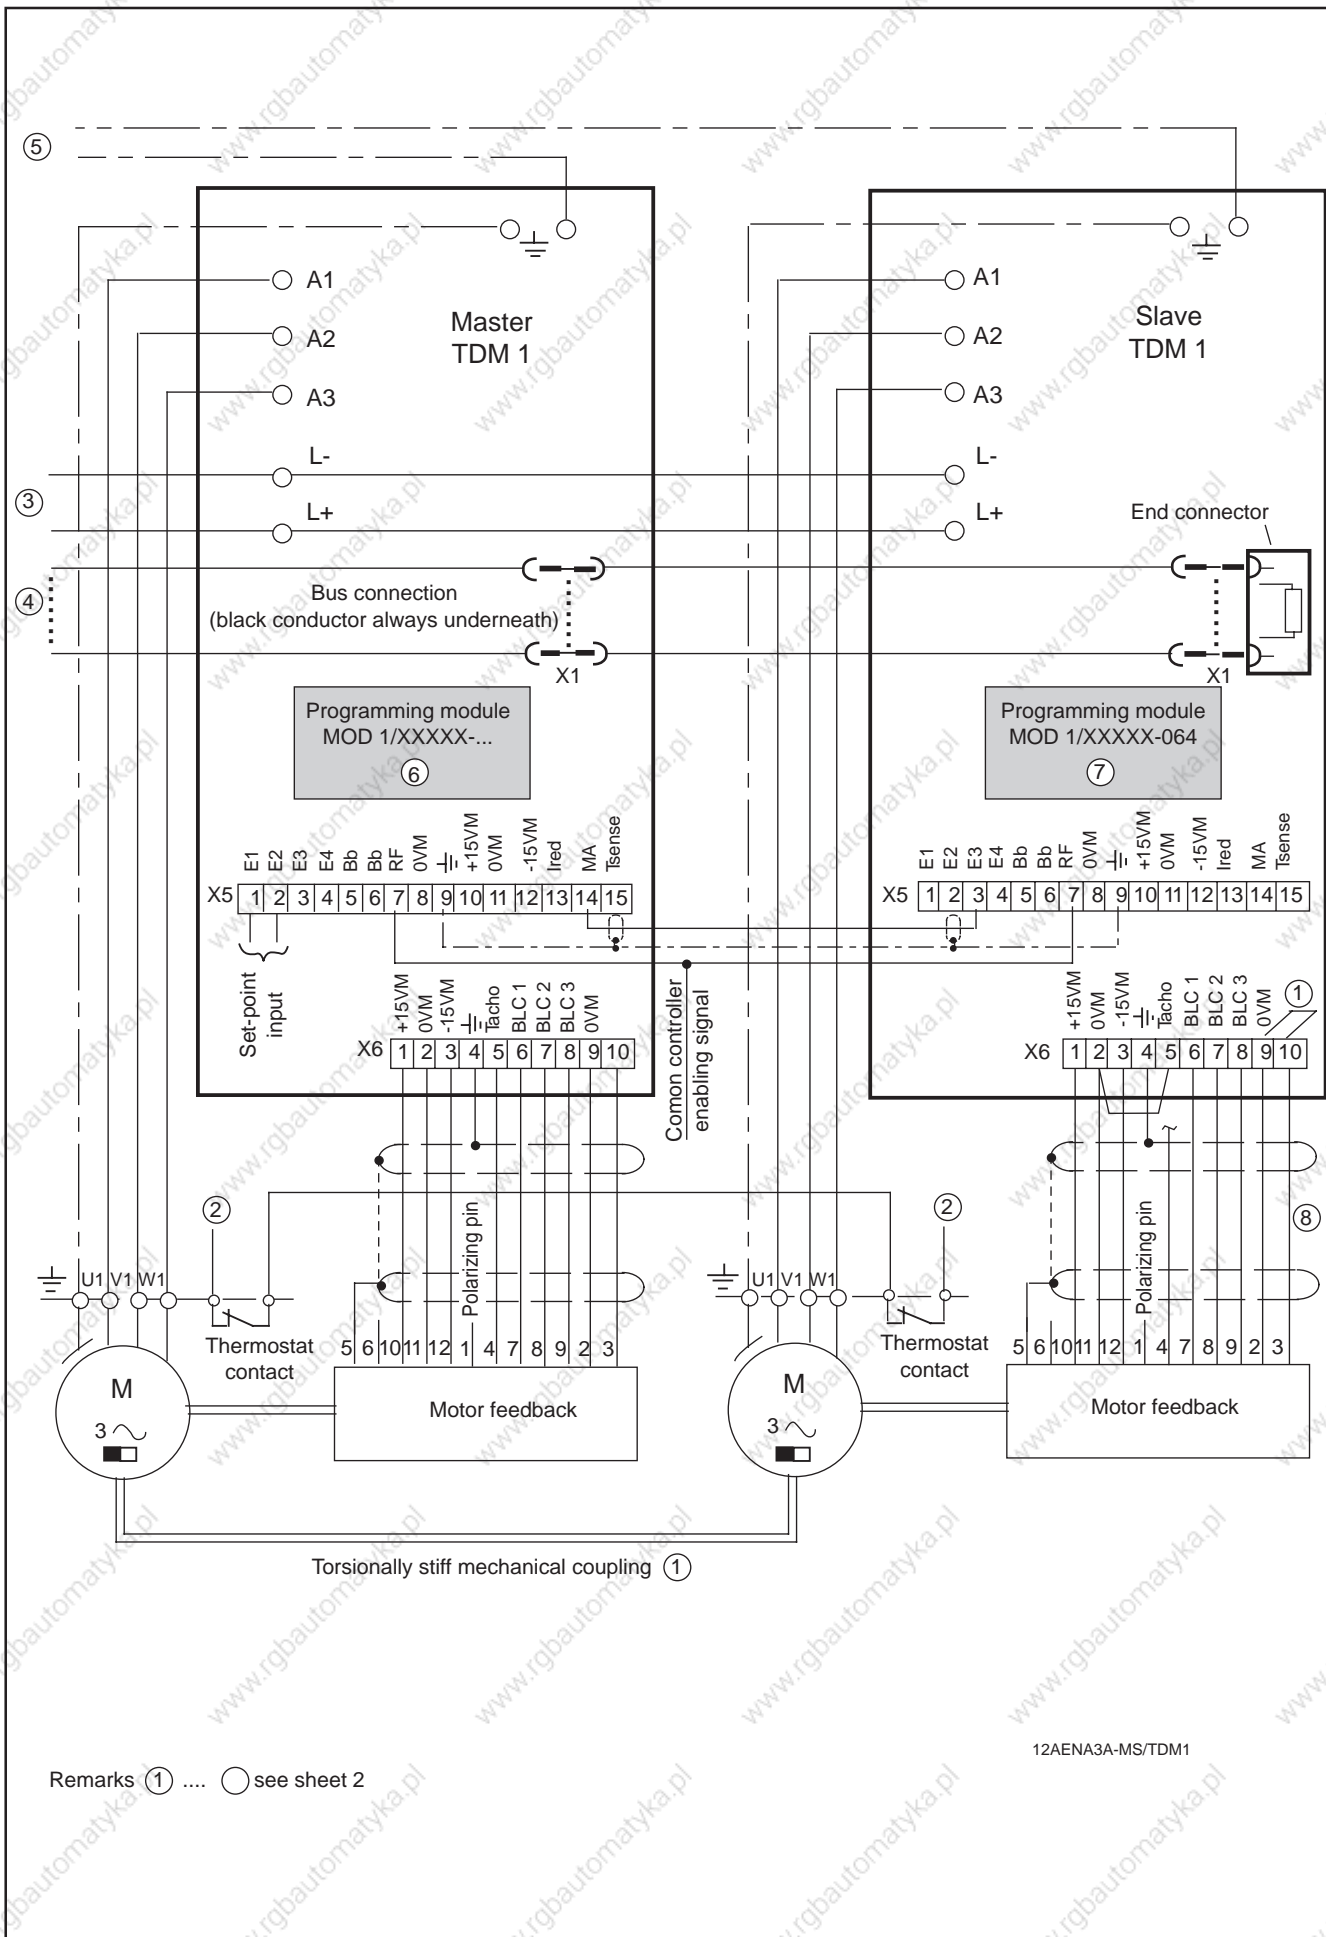 5
A1
A2
A3
Master
TDM 1
A1
A2
A3
Slave
TDM 1
L-
L+
L-
L+
3
End connector
4
Bus connection
(black conductor always underneath)
X1
X1
Programming module
MOD 1/XXXXX-...
6
Programming module
MOD 1/XXXXX-064
7
E1 E2 E3 E4 Bb Bb RF 0VM +15VM 0VM -15VM Ired MA Tsense
X5 1 2 3 4 5 6 7 8 9 10 11 12 13 14 15
E1 E2 E3 E4 Bb Bb RF 0VM +15VM 0VM -15VM Ired MA Tsense
X5 1 2 3 4 5 6 7 8 9 10 11 12 13 14 15
Set-point
input
+15VM 0VM -15VM Tacho BLC 1 BLC 2 BLC 3 0VM
X6 1 2 3 4 5 6 7 8 9 10
Comon controller
enabling signal
+15VM 0VM -15VM Tacho BLC 1 BLC 2 BLC 3 0VM
1
X6 1 2 3 4 5 6 7 8 9 10
2
2
8
Polarizing pin
Polarizing pin
U1 V1 W1
U1 V1 W1
Thermostat
contact
Thermostat
contact
5 6 10 11 12 1 4 7 8 9 2 3
5 6 10 11 12 1 4 7 8 9 2 3
M
3
Motor feedback
M
3
Motor feedback
Torsionally stiff mechanical coupling 1
12AENA3A-MS/TDM1
Remarks 1 .... see sheet 2
www.rgbautomatyka.pl